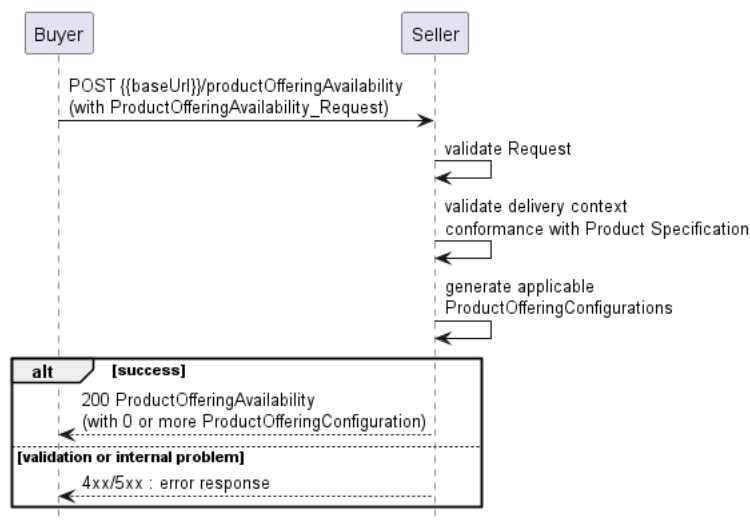 Buyer
Seller
POST {{baseUrl}}/productOfferingAvailability
(with ProductOfferingAvailability_Request)
validate Request
validate delivery context
conformance with Product Specification
generate applicable
ProductOfferingConfigurations
alt
[success]
200 ProductOfferingAvailability
(with 0 or more ProductOfferingConfiguration)
[validation or internal problem]
4xx/5xx : error response